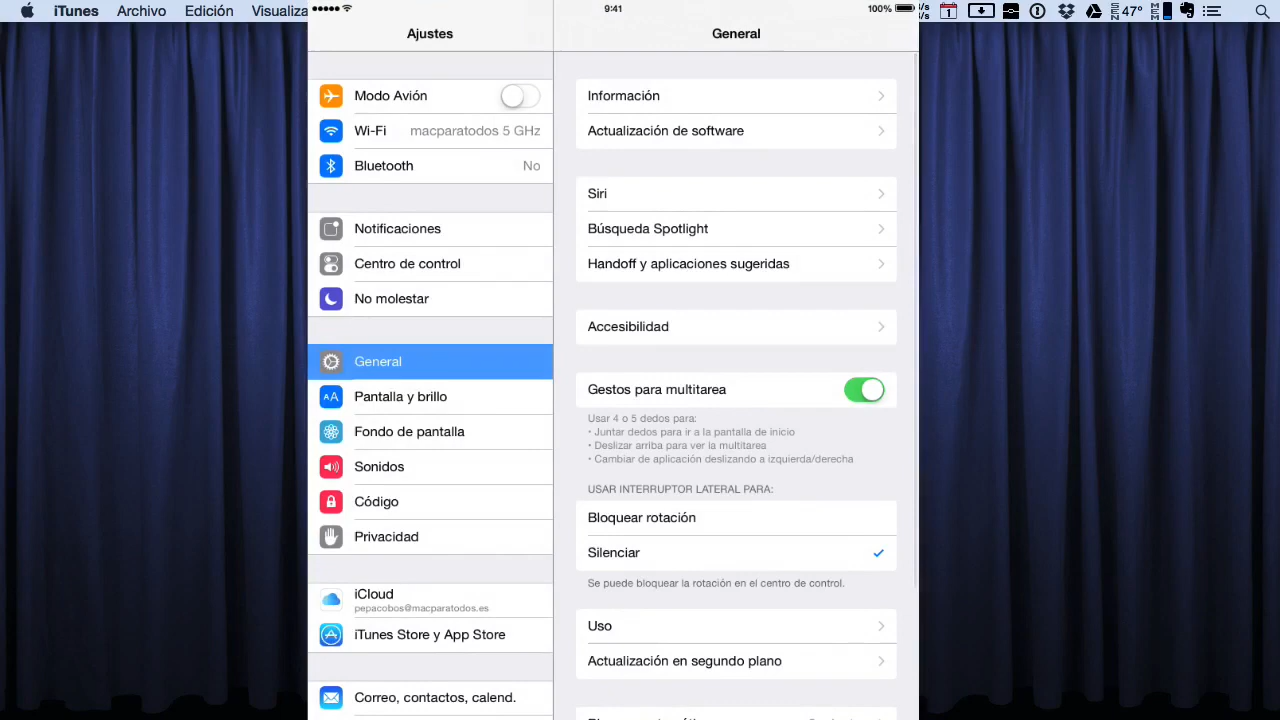 iTunes Archivo Edición Visualiza
9:41 100%
1 47°
SEN MEM
Ajustes
Modo Avión
Wi-Fi macparatodos 5 GHz
Bluetooth No
Notificaciones
Centro de control
No molestar
General
Pantalla y brillo
AA
Fondo de pantalla
Sonidos
Código
Privacidad
iCloud
pepacobos@macparatodos.es
iTunes Store y App Store
Correo, contactos, calend.
General
Información
Actualización de software
Siri
Búsqueda Spotlight
Handoff y aplicaciones sugeridas
Accesibilidad
Gestos para multitarea
Usar 4 o 5 dedos para:
• Juntar dedos para ir a la pantalla de inicio
• Deslizar arriba para ver la multitarea
• Cambiar de aplicación deslizando a izquierda/derecha
USAR INTERRUPTOR LATERAL PARA:
Bloquear rotación
Silenciar
Se puede bloquear la rotación en el centro de control.
Uso
Actualización en segundo plano